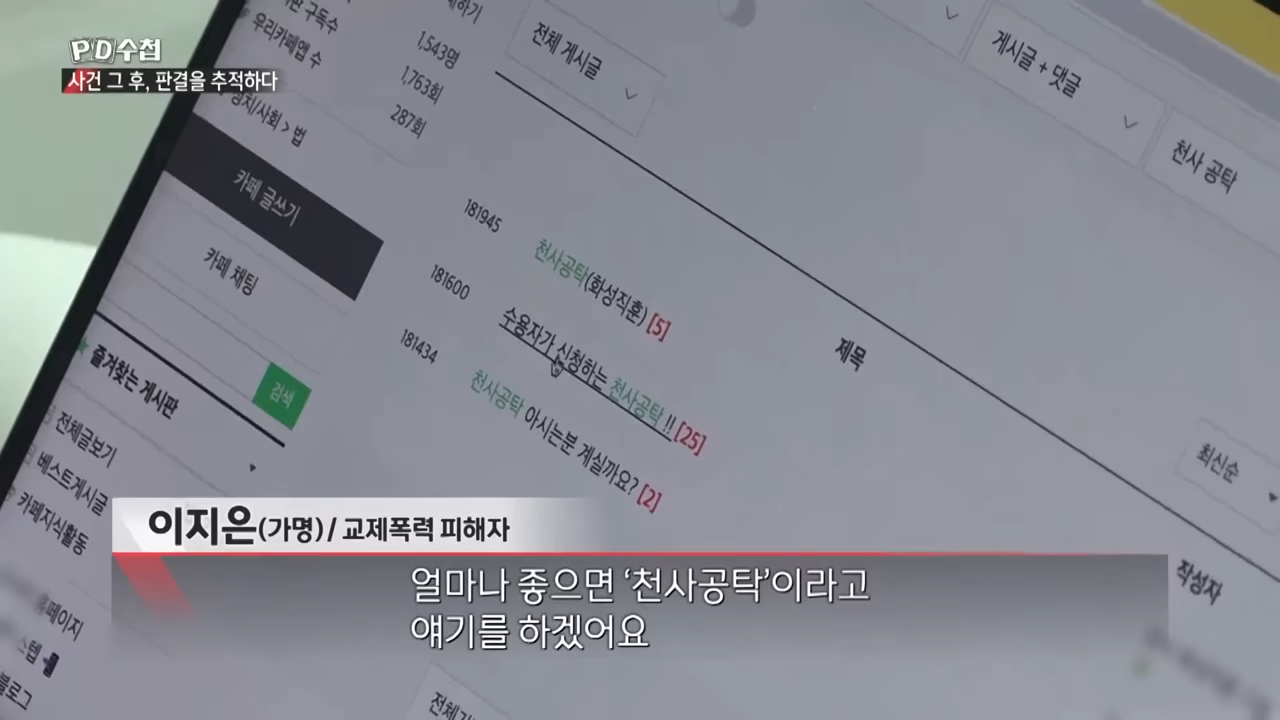 PD수첩
사건 그 후, 판결을 추적하다
구독수
1,543명
우리카페앱 수
1,763회
287회
정치/사회 > 법
카페 글쓰기
카페 채팅
검색
즐겨찾는 게시판
전체글보기
베스트게시글
카페지식활동
블로그
전체 게시글
게시글 + 댓글
천사 공탁
제목
최신순
작성자
181945
천사공탁(화성직훈) [5]
181600
수용자가 신청하는 천사공탁 !! [25]
181434
천사공탁 아시는분 계실까요? [2]
이지은(가명) / 교제폭력 피해자
얼마나 좋으면 ‘천사공탁’이라고
얘기를 하겠어요